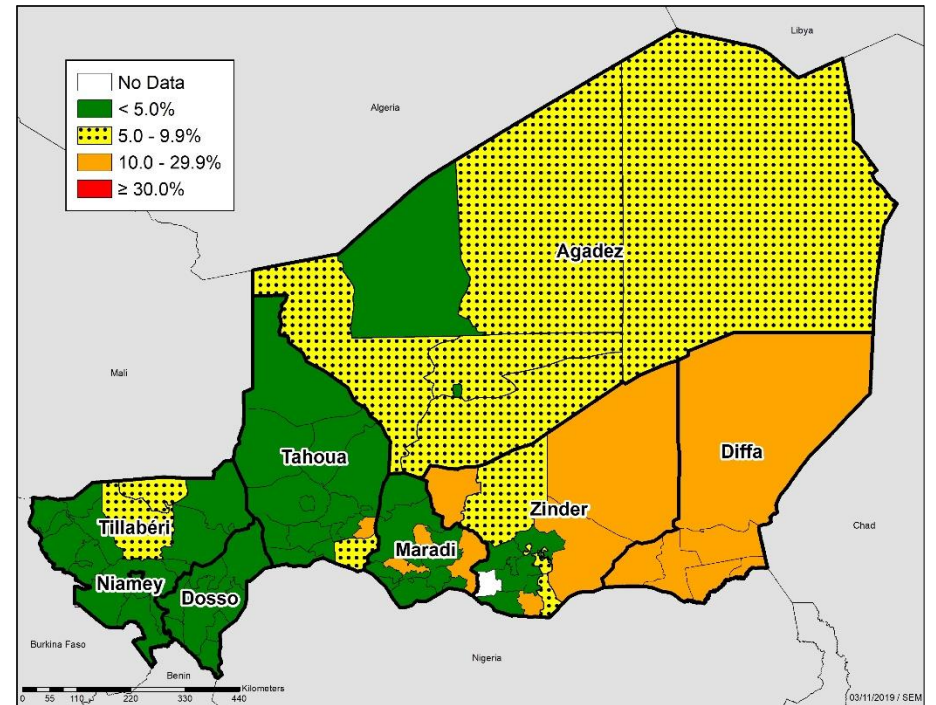 Libya
No Data
< 5.0%
5.0 - 9.9%
10.0 - 29.9%
≥ 30.0%
Algeria
Agadez
Mali
Tahoua
Diffa
Zinder
Tillabéri
Chad
Maradi
Niamey
Dosso
Burkina Faso
Nigeria
Benin
Kilometers
0 55 110 220 330 440
03/11/2019 / SEM